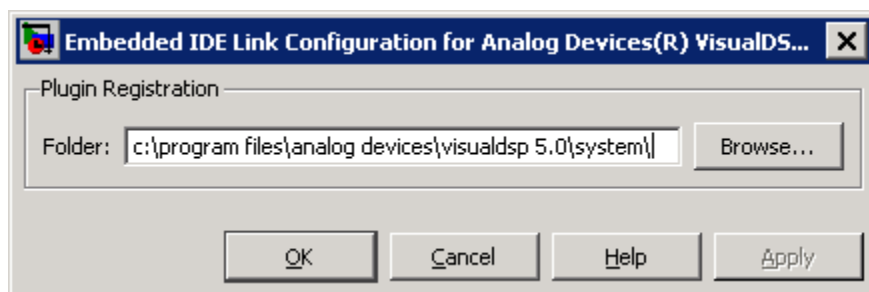 Embedded IDE Link Configuration for Analog Devices(R) VisualDS...
Plugin Registration
Folder: c:\program files\analog devices\visualdsp 5.0\system\ Browse...
OK Cancel Help Apply